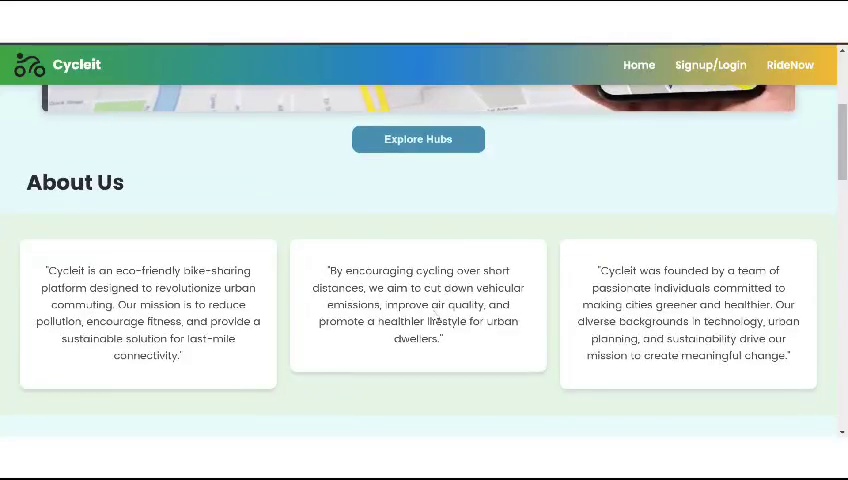 Cycleit
Home Signup/Login RideNow
Explore Hubs
About Us
"Cycleit is an eco-friendly bike-sharing
platform designed to revolutionize urban
commuting. Our mission is to reduce
pollution, encourage fitness, and provide a
sustainable solution for last-mile
connectivity."
"By encouraging cycling over short
distances, we aim to cut down vehicular
emissions, improve air quality, and
promote a healthier lifestyle for urban
dwellers."
"Cycleit was founded by a team of
passionate individuals committed to
making cities greener and healthier. Our
diverse backgrounds in technology, urban
planning, and sustainability drive our
mission to create meaningful change."